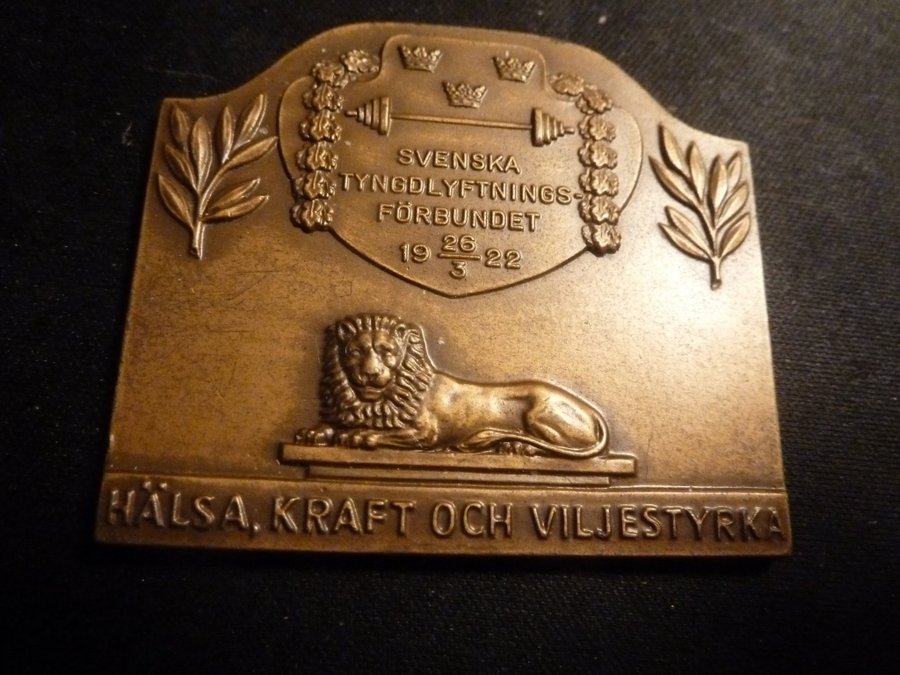 SVENSKA
TYNGDLYFTNINGS-
FÖRBUNDET
19 26/3 22
HÄLSA, KRAFT OCH VILJESTYRKA